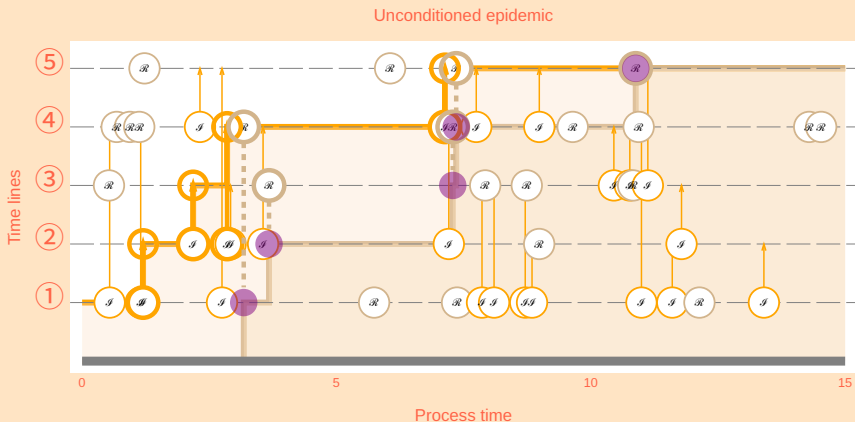 Unconditioned epidemic
Time lines
⑤ ℛ ℛ
④ ℛ ℛ ℛ ℐ ℛ ℐ ℐ ℛ ℛ ℛ ℛ
③ ℛ ℛ ℛ ℛ ℐ ℐ
② ℐ ℐ ℐ ℛ ℐ
① ℐ ℐ ℛ ℛ ℐ ℐ ℐ ℐ ℛ ℐ
0 5 10 15
Process time